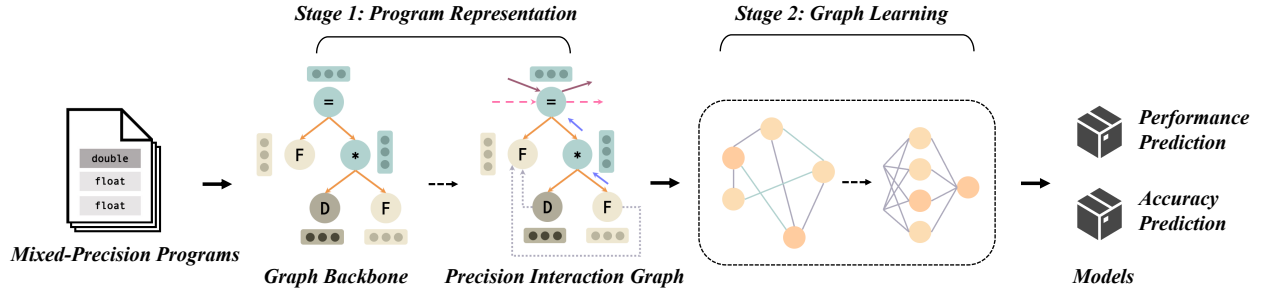 Stage 1: Program Representation
Stage 2: Graph Learning
double
float
float
Mixed-Precision Programs
=
F
*
D
F
Graph Backbone
=
F
*
D
F
Precision Interaction Graph
Performance
Prediction
Accuracy
Prediction
Models